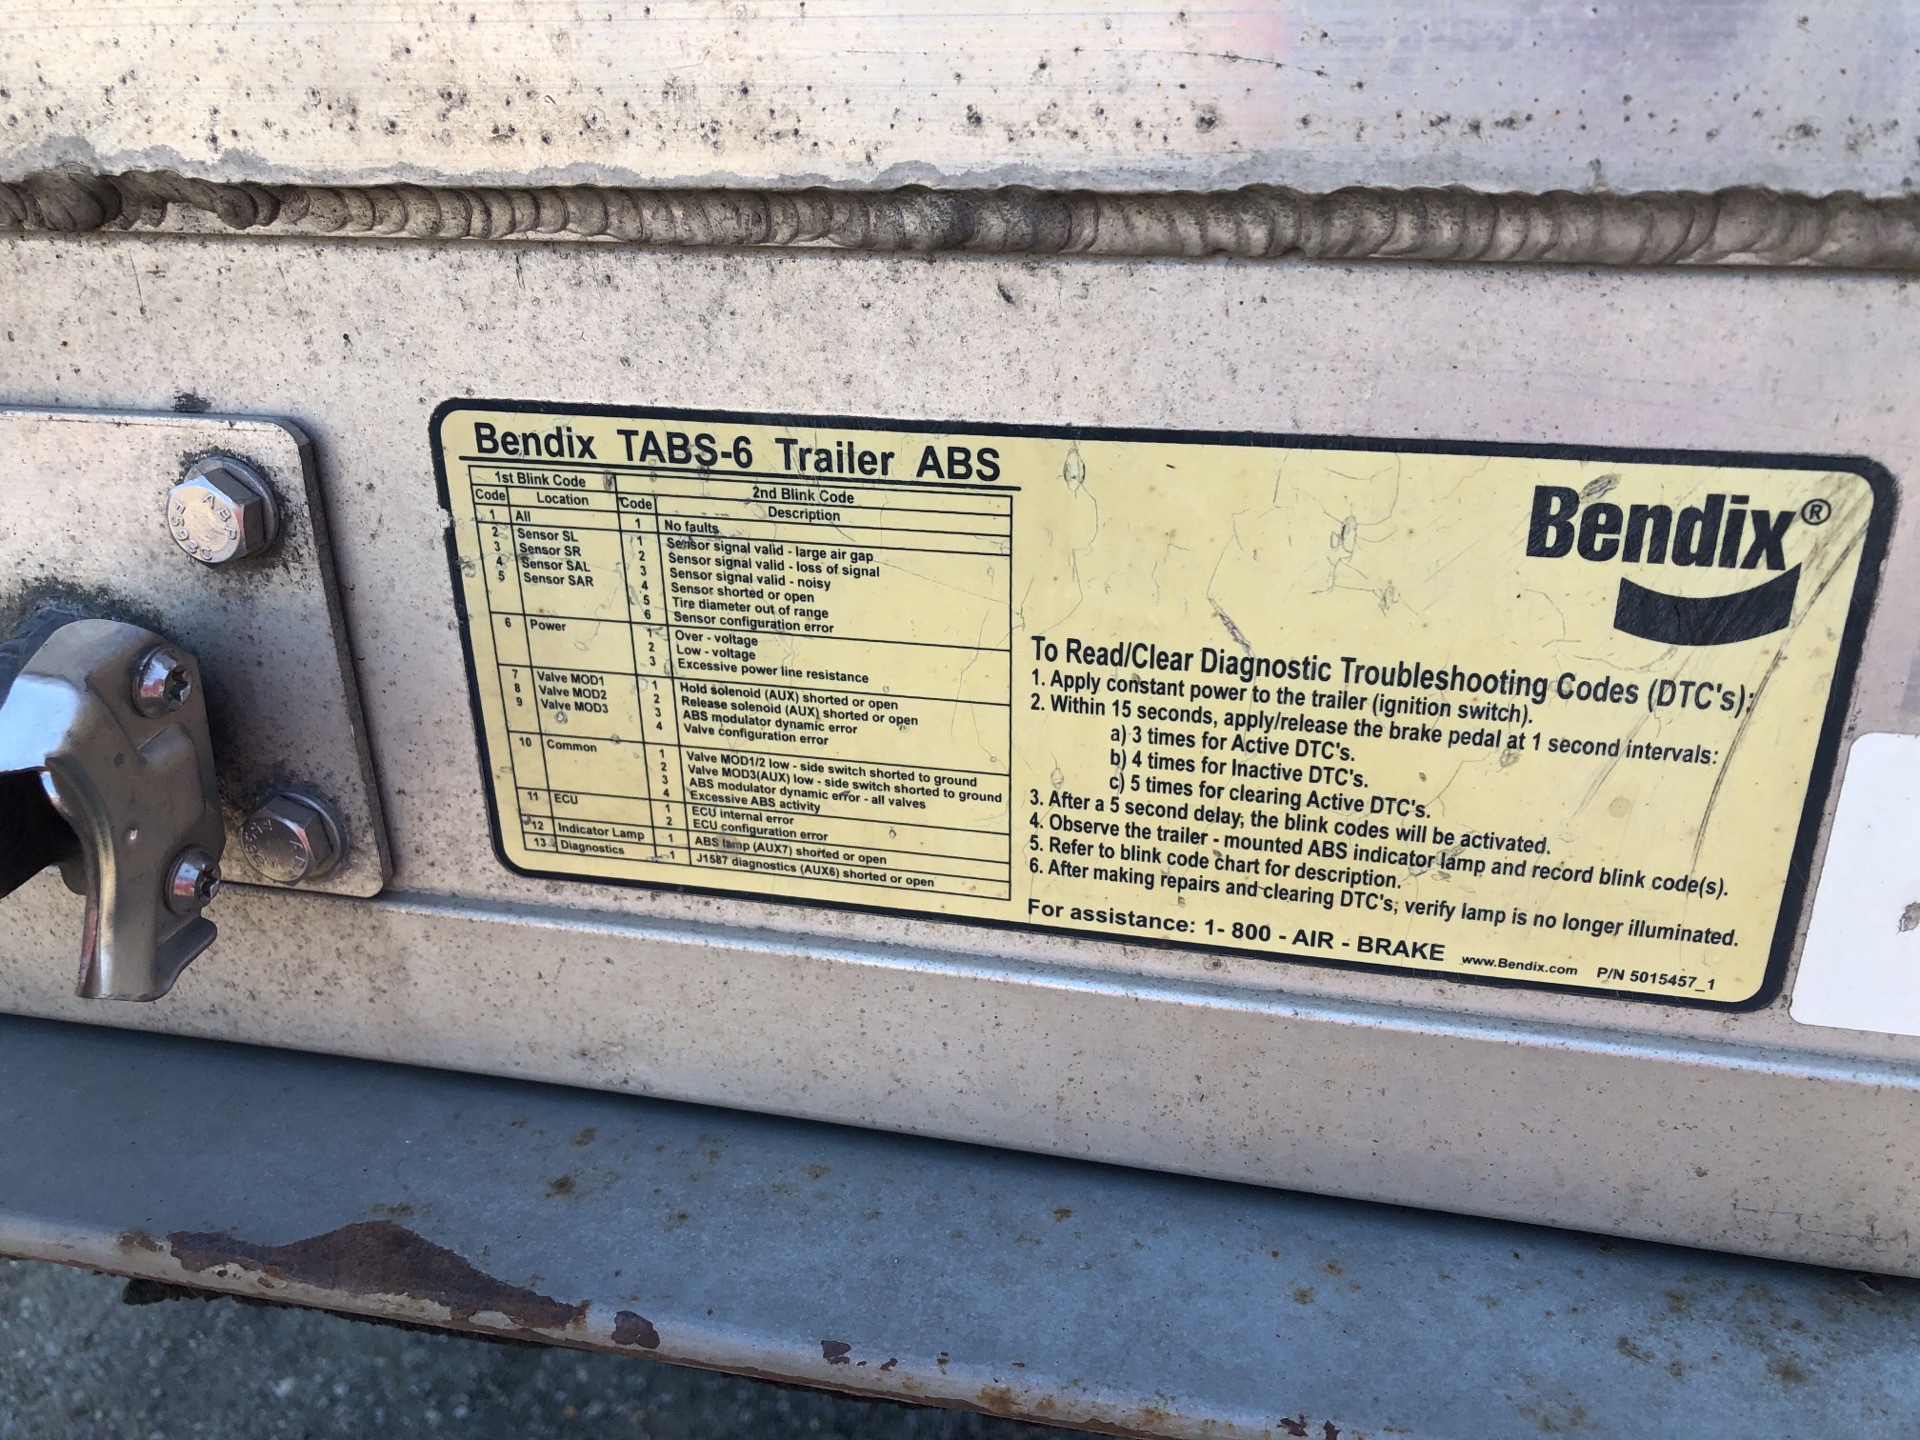 Bendix TABS-6 Trailer ABS
1st Blink Code 2nd Blink Code
Code Location Code Description
1 All 1 No faults
2 Sensor SL 1 Sensor signal valid - large air gap
3 Sensor SR 2 Sensor signal valid - loss of signal
4 Sensor SAL 3 Sensor signal valid - noisy
5 Sensor SAR 4 Sensor shorted or open
5 Tire diameter out of range
6 Sensor configuration error
6 Power 1 Over - voltage
2 Low - voltage
3 Excessive power line resistance
7 Valve MOD1 1 Hold solenoid (AUX) shorted or open
8 Valve MOD2 2 Release solenoid (AUX) shorted or open
9 Valve MOD3 3 ABS modulator dynamic error
4 Valve configuration error
10 Common 1 Valve MOD1/2 low - side switch shorted to ground
2 Valve MOD3(AUX) low - side switch shorted to ground
3 ABS modulator dynamic error - all valves
4 Excessive ABS activity
11 ECU 1 ECU internal error
2 ECU configuration error
12 Indicator Lamp 1 ABS lamp (AUX7) shorted or open
13 Diagnostics 1 J1587 diagnostics (AUX6) shorted or open
Bendix®
To Read/Clear Diagnostic Troubleshooting Codes (DTC's):
1. Apply constant power to the trailer (ignition switch).
2. Within 15 seconds, apply/release the brake pedal at 1 second intervals:
a) 3 times for Active DTC's.
b) 4 times for Inactive DTC's.
c) 5 times for clearing Active DTC's.
3. After a 5 second delay, the blink codes will be activated.
4. Observe the trailer - mounted ABS indicator lamp and record blink code(s).
5. Refer to blink code chart for description.
6. After making repairs and clearing DTC's, verify lamp is no longer illuminated.
For assistance: 1- 800 - AIR - BRAKE www.Bendix.com P/N 5015457_1